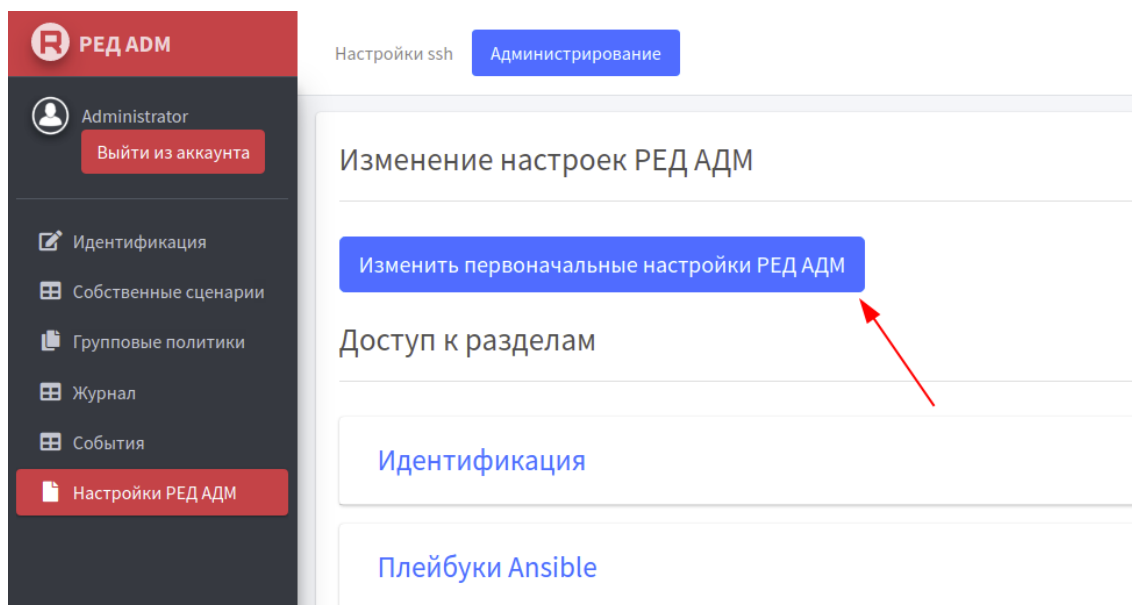 РЕД ADM
Administrator
Выйти из аккаунта
Идентификация
Собственные сценарии
Групповые политики
Журнал
События
Настройки РЕД АДМ
Настройки ssh
Администрирование
Изменение настроек РЕД АДМ
Изменить первоначальные настройки РЕД АДМ
Доступ к разделам
Идентификация
Плейбуки Ansible